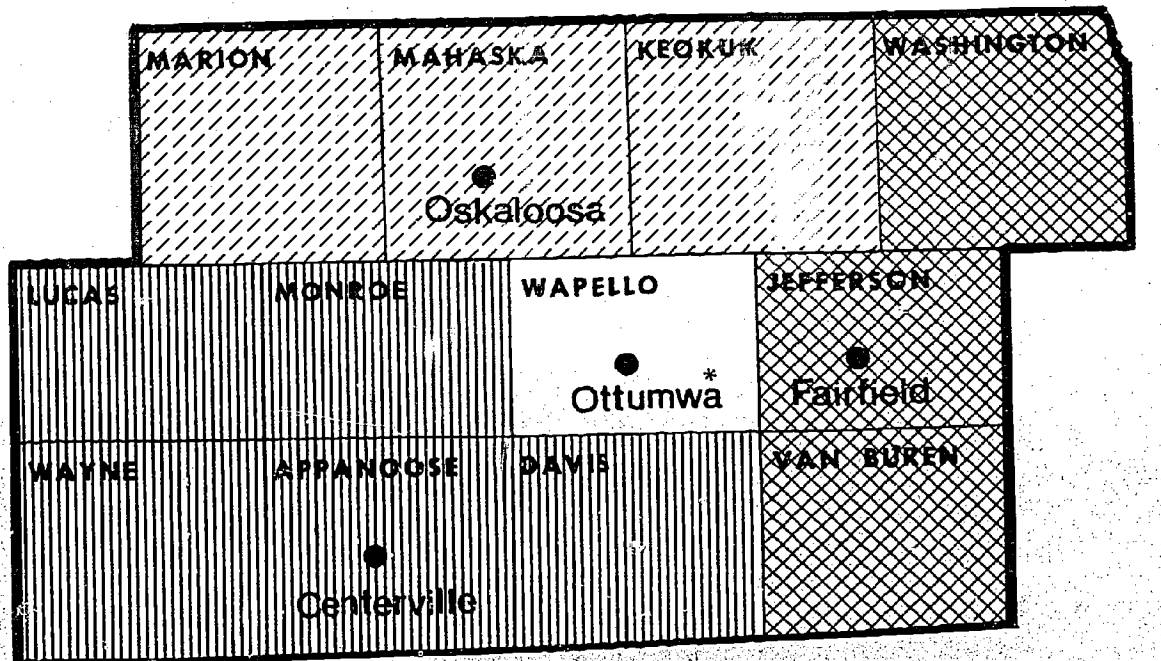 MARION
MAHASKA
KEOKUK
WASHINGTON
Oskaloosa
LUCAS
MONROE
WAPELLO
JEFFERSON
Ottumwa*
Fairfield
WAYNE
APPANOOSE
DAVIS
VAN BUREN
Centerville